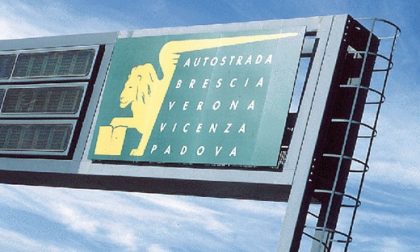 AUTOSTRADA
BRESCIA
VERONA
VICENZA
PADOVA